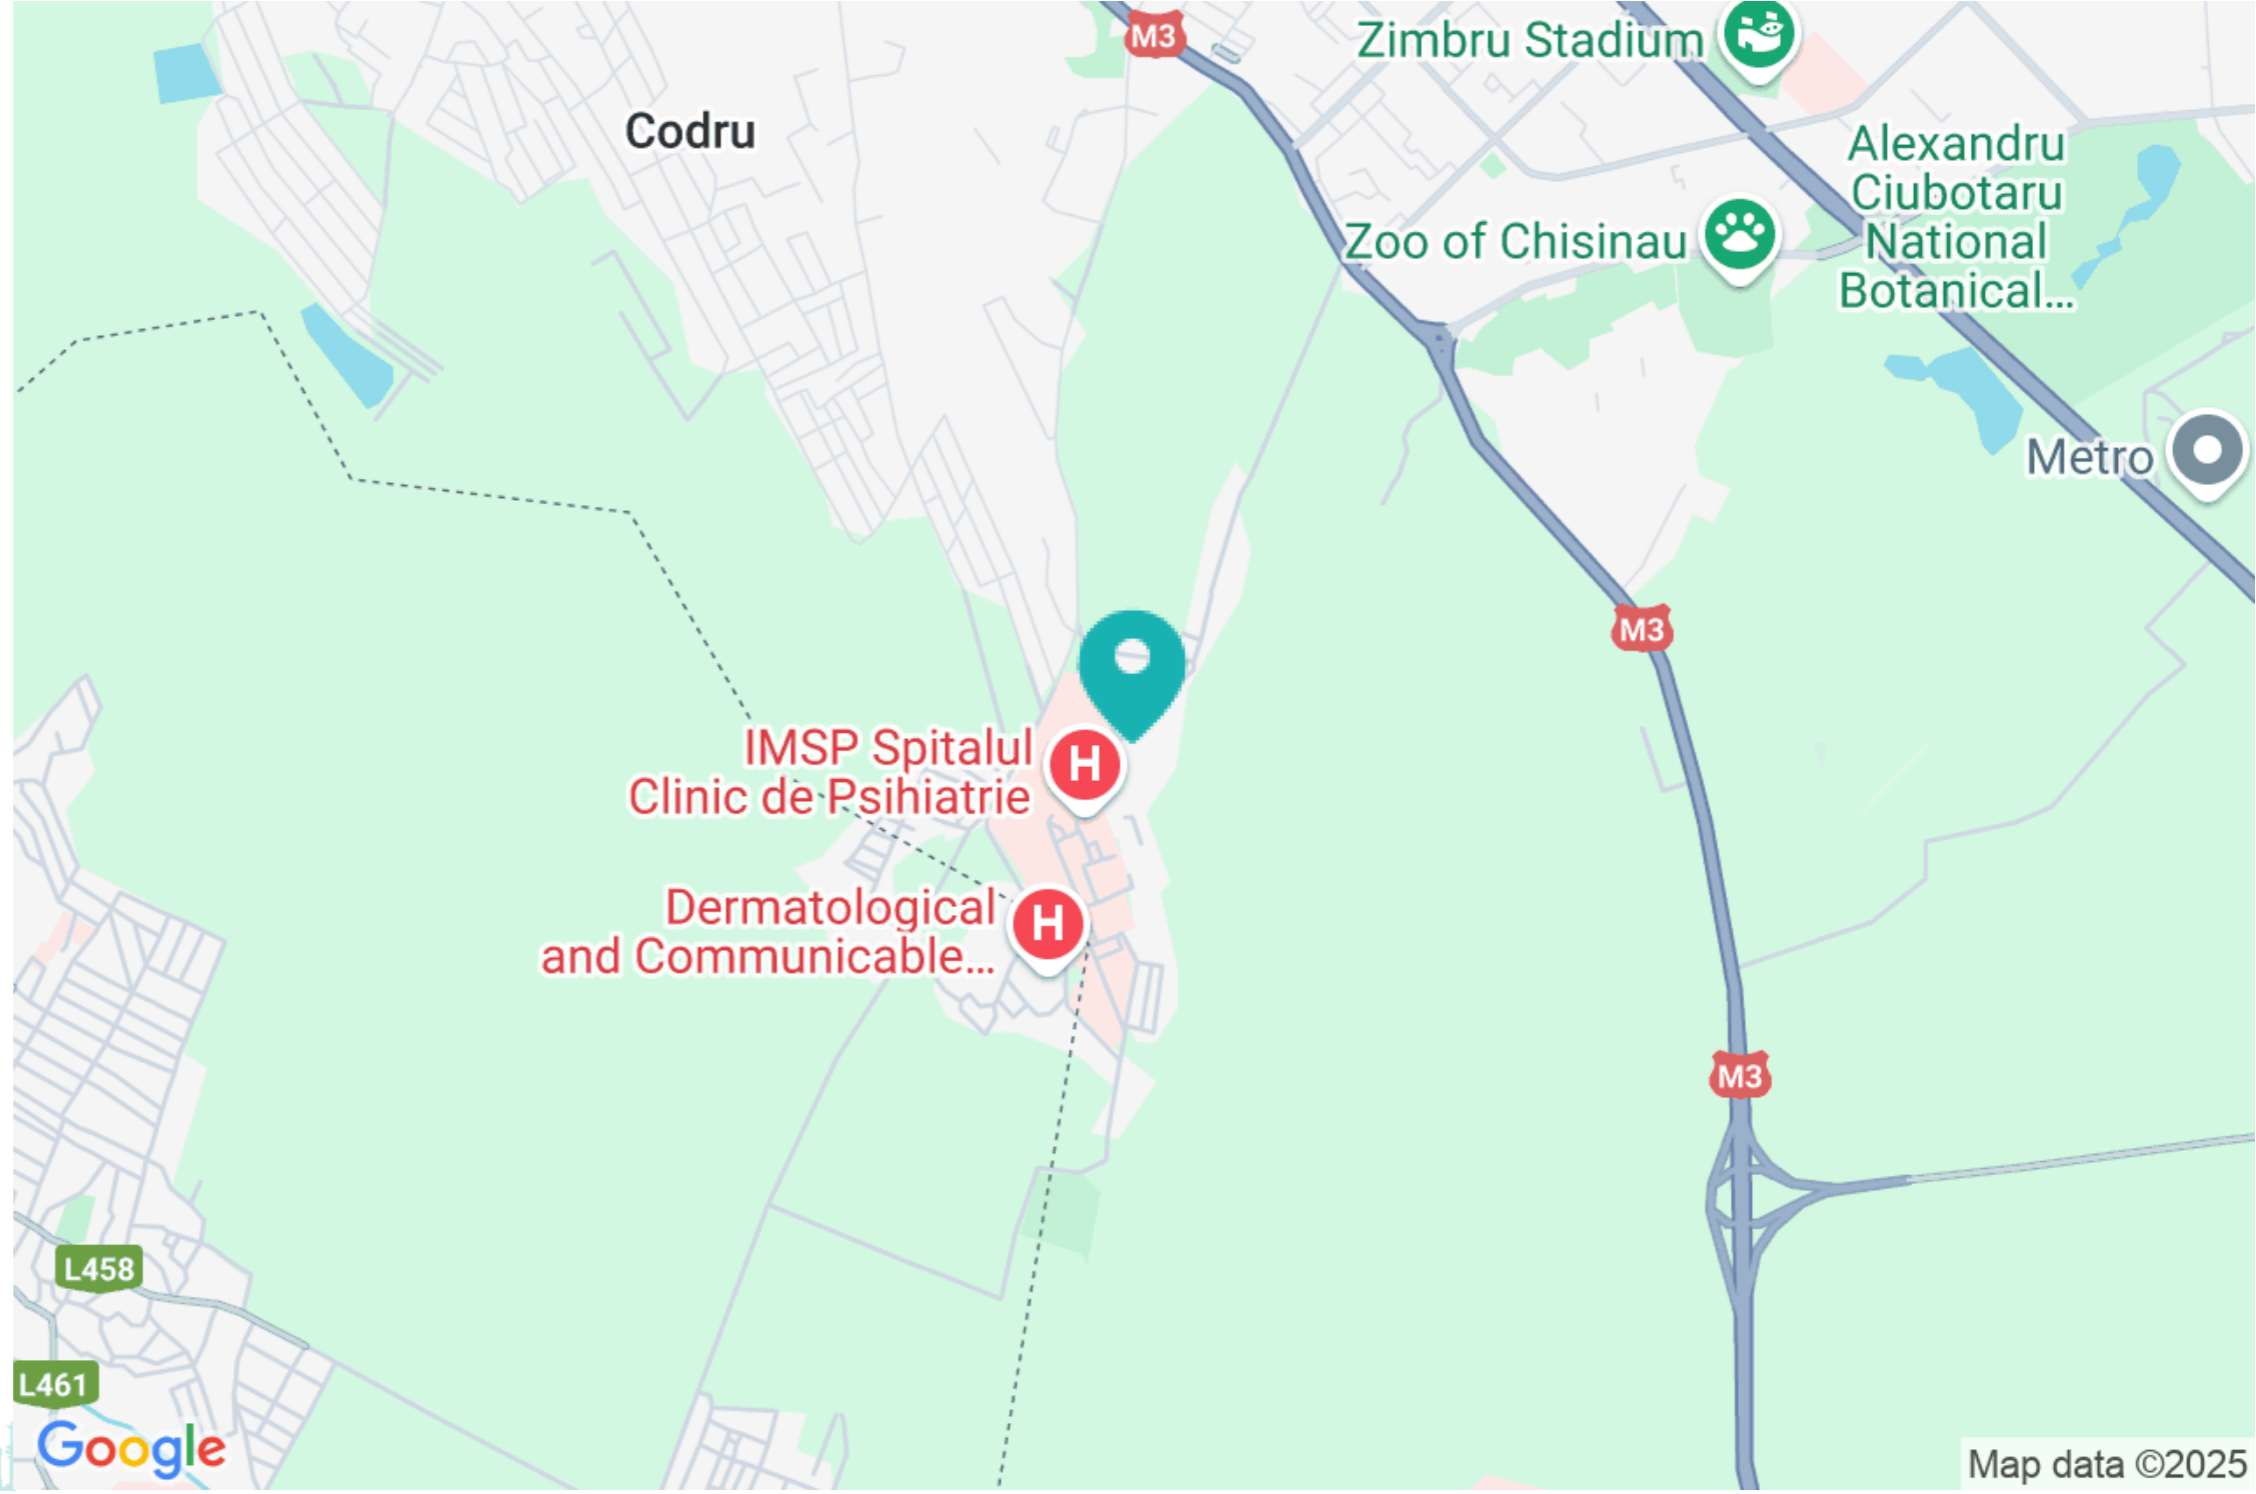 M3
Zimbru Stadium
Codru
Alexandru
Ciubotaru
National
Botanical...
Zoo of Chisinau
Metro
M3
IMSP Spitalul
Clinic de Psihiatrie
H
Dermatological
and Communicable...
H
M3
L458
L461
Google
Map data ©2025